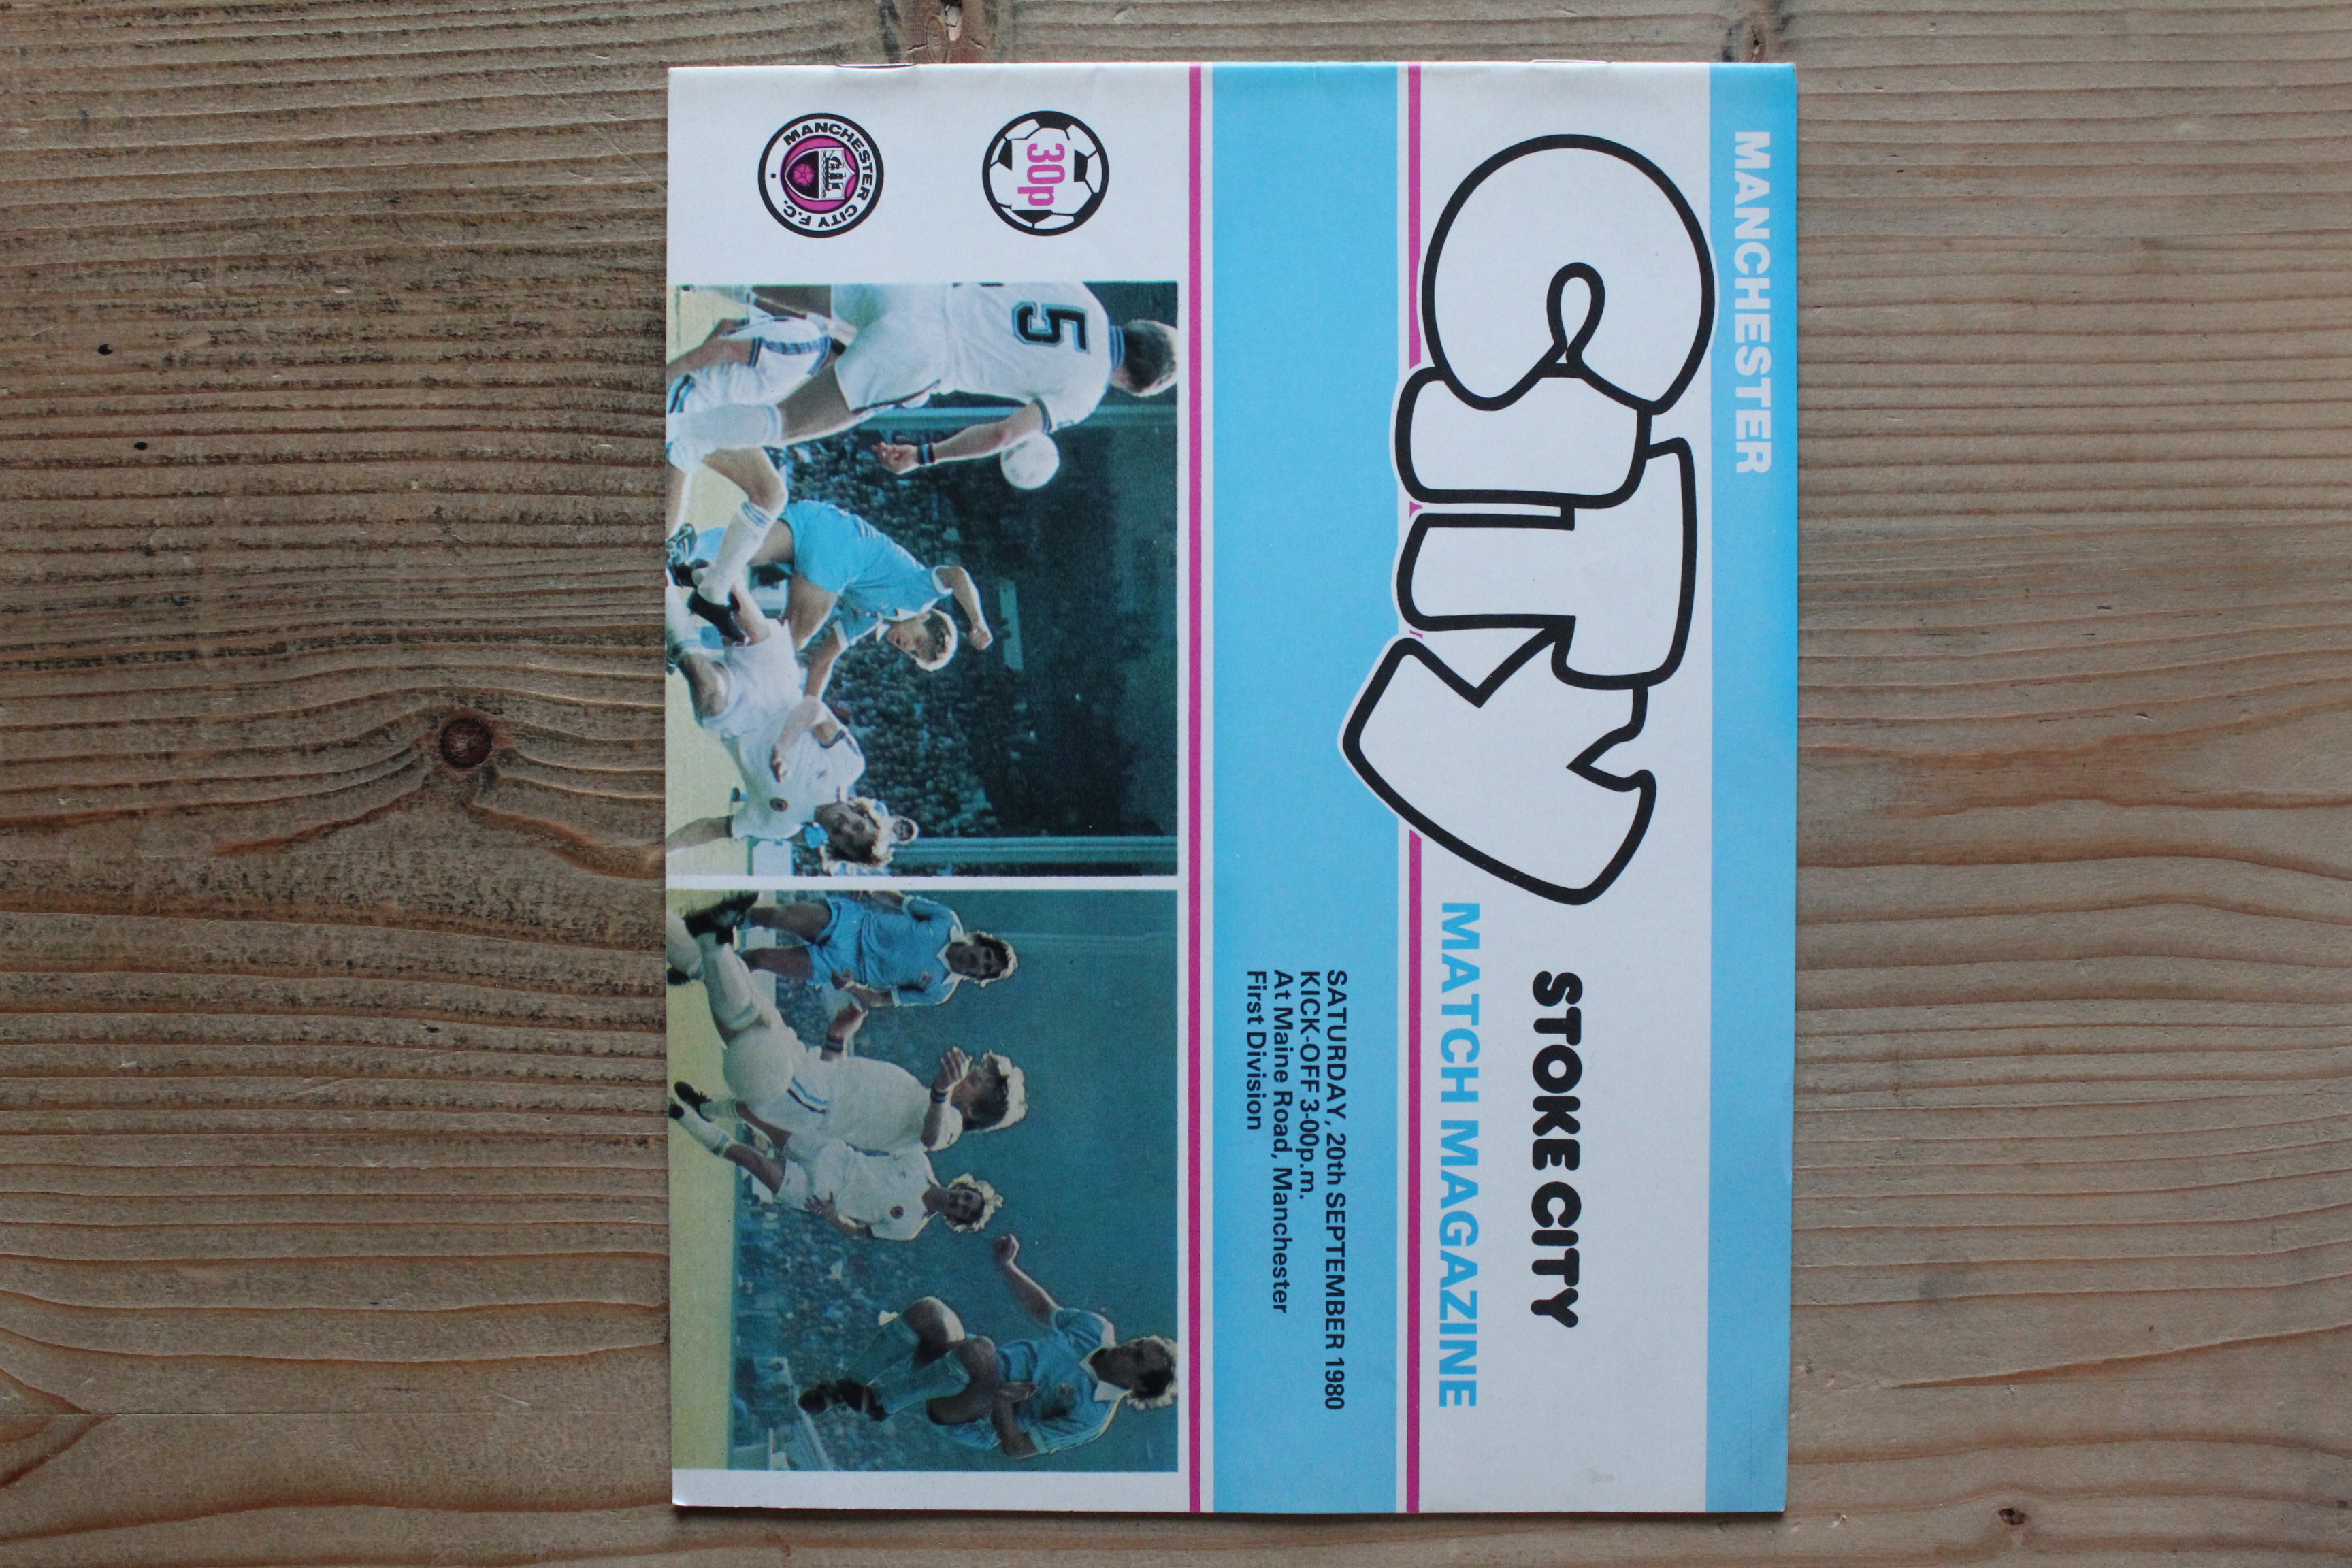 MANCHESTER
CITY
STOKE CITY
MATCH MAGAZINE
SATURDAY, 20th SEPTEMBER 1980
KICK-OFF 3-00p.m.
At Maine Road, Manchester
First Division
30p
MANCHESTER CITY F.C.
5